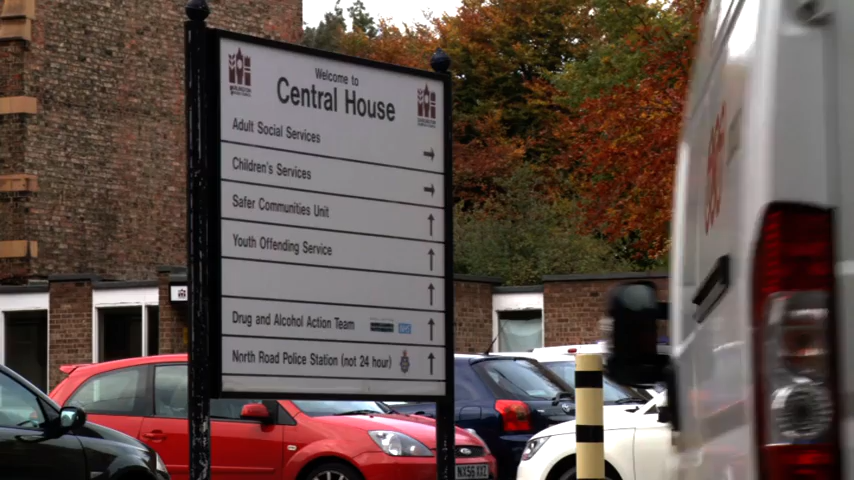 Welcome to
Central House
Adult Social Services
Children's Services
Safer Communities Unit
Youth Offending Service
Drug and Alcohol Action Team
NHS
North Road Police Station (not 24 hour)